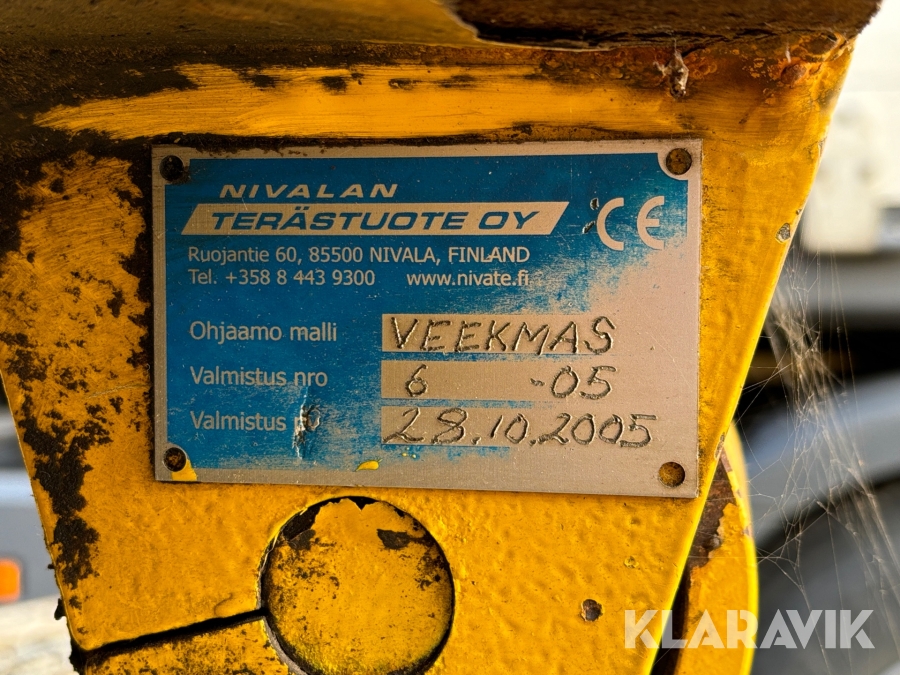 NIVALAN
TERÄSTUOTE OY
CE
Ruojantie 60, 85500 NIVALA, FINLAND
Tel. +358 8 443 9300 www.nivate.fi
Ohjaamo malli VEEKMAS
Valmistus nro 6 -05
Valmistus 28.10.2005
KLARAVIK